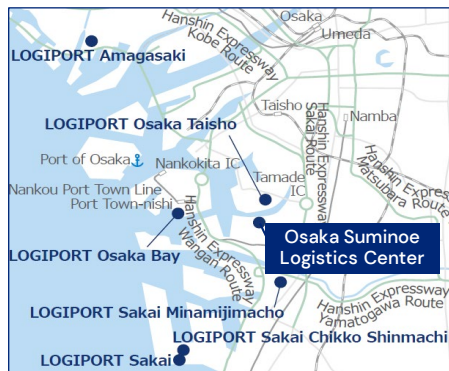 Osaka
Umeda
Hanshin Expressway
Kobe Route
LOGIPORT Amagasaki
Taisho
Namba
LOGIPORT Osaka Taisho
Hanshin Expressway
Sakai Route
Port of Osaka
Nankokita IC
Tamade
IC
Hanshin Expres
Matsubara Route
Nankou Port Town Line
Port Town-nishi
Hanshin Expressway
Wangan Route
Osaka Suminoe
Logistics Center
LOGIPORT Osaka Bay
LOGIPORT Sakai Minamijimacho
Hanshin Expressway
Yamatogawa Route
LOGIPORT Sakai Chikko Shinmachi
LOGIPORT Sakai